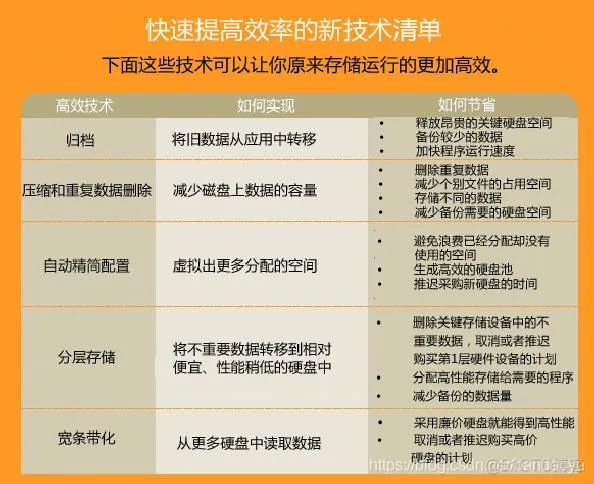 快速提高效率的新技术清单
下面这些技术可以让你原来存储运行的更加高效。
高效技术 如何实现 如何节省
归档 将旧数据从应用中转移
• 释放昂贵的关键硬盘空间
• 备份较少的数据
• 加快程序运行速度
压缩和重复数据删除 减少磁盘上数据的容量
• 删除重复数据
• 减少个别文件的占用空间
• 存储不同的数据
• 减少备份需要的硬盘空间
自动精简配置 虚拟出更多分配的空间
• 避免浪费已经分配却没有
使用的空间
• 生成高效的硬盘池
• 推迟采购新硬盘的时间
分层存储 将不重要数据转移到相对
便宜、性能稍低的硬盘中
• 删除关键存储设备中的不
重要数据，取消或者推迟
购买第1层硬件设备的计划
• 分配高性能存储给需要的程序
• 减少备份的数据量
宽条带化 从更多硬盘中读取数据
• 采用廉价硬盘就能得到高性能
• 取消或者推迟购买高价
硬盘的计划
https://blog.csdn.net